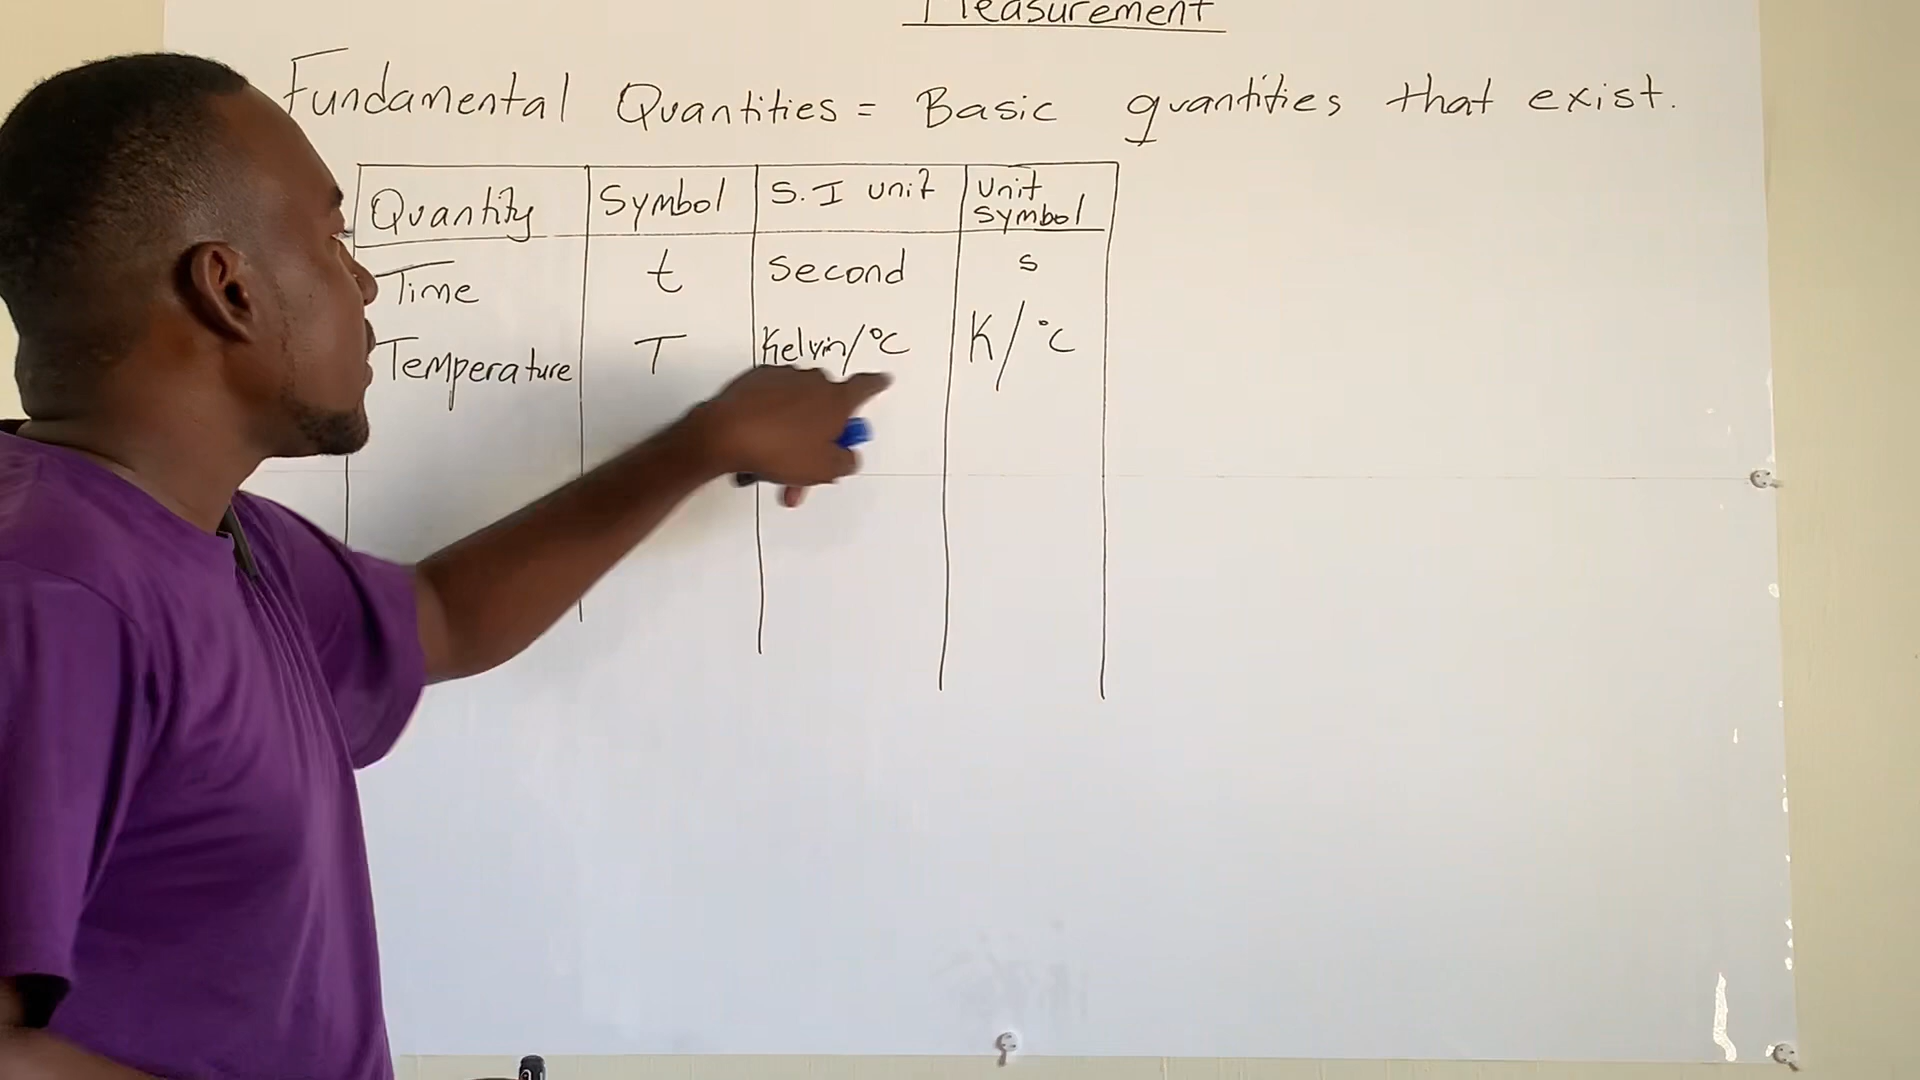 Measurement
Fundamental Quantities = Basic quantities that exist.
Quantity Symbol S.I unit Unit symbol
Time t second s
Temperature T Kelvin/°C K/°C